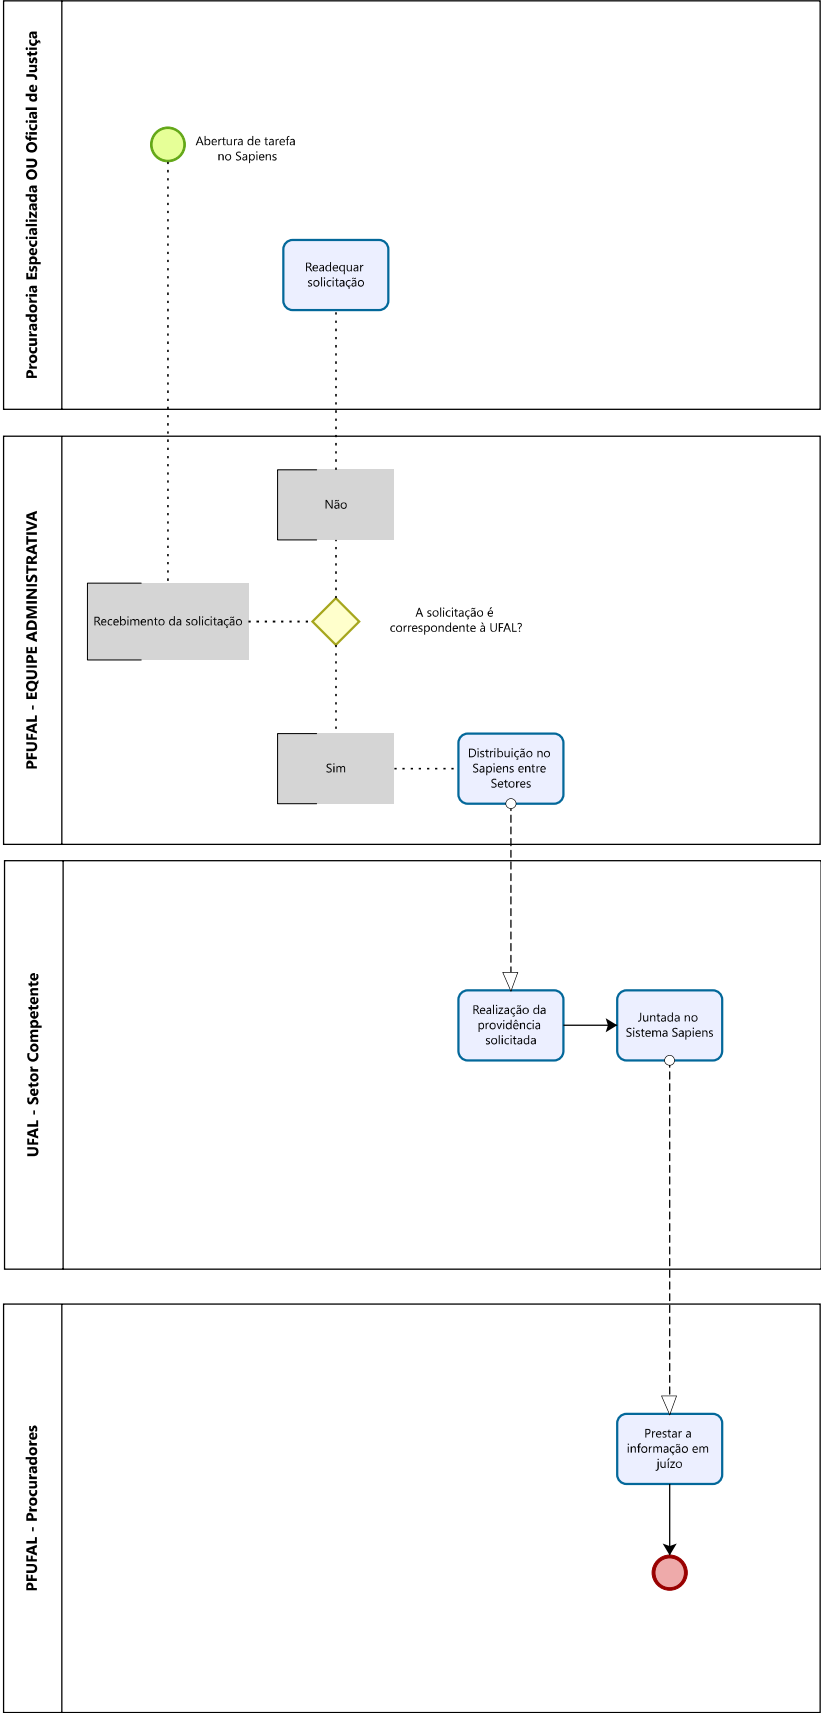 Procuradoria Especializada OU Oficial de Justiça
Abertura de tarefa
no Sapiens
Readequar
solicitação
PFUFAL - EQUIPE ADMINISTRATIVA
Não
Recebimento da solicitação
A solicitação é
correspondente à UFAL?
Sim
Distribuição no
Sapiens entre
Setores
UFAL - Setor Competente
Realização da
providência
solicitada
Juntada no
Sistema Sapiens
PFUFAL - Procuradores
Prestar a
informação em
juízo